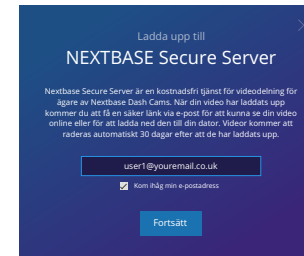 Ladda upp till
NEXTBASE Secure Server
Nextbase Secure Server är en kostnadsfri tjänst för videodelning för
ägare av Nextbase Dash Cams. När din video har laddats upp
kommer du att få en säker länk via e-post för att kunna se din video
online eller för att ladda ned den till din dator. Videor kommer att
raderas automatiskt 30 dagar efter att de har laddats upp.
user1@youremail.co.uk
Kom ihåg min e-postadress
Fortsätt